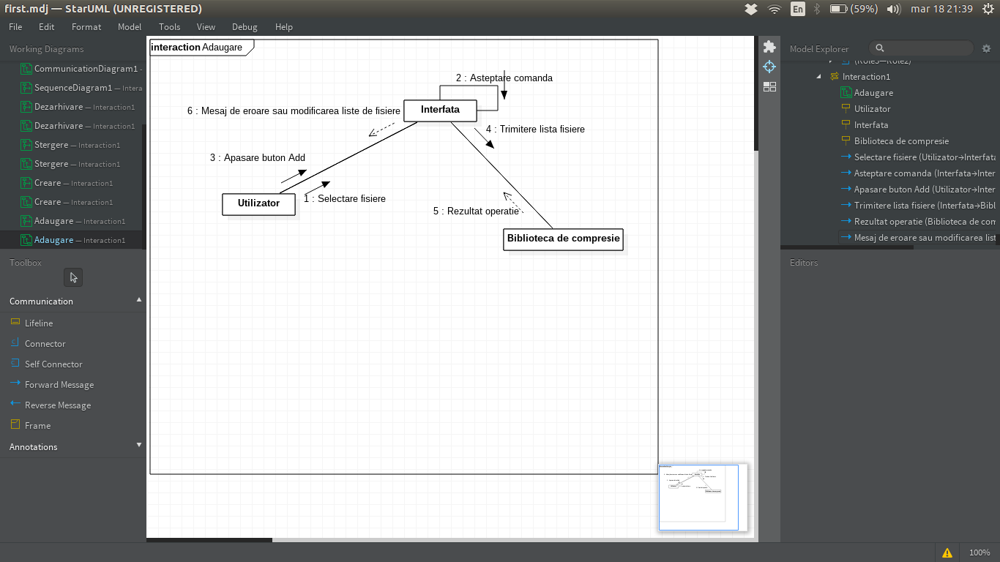 first.mdj — StarUML (UNREGISTERED)
En
(59%)
mar 18 21:39
File Edit Format Model Tools View Debug Help
Working Diagrams
CommunicationDiagram1 -
SequenceDiagram1 — Intera
Dezarhivare — Interaction1
Dezarhivare — Interaction1
Stergere — Interaction1
Stergere — Interaction1
Creare — Interaction1
Creare — Interaction1
Adaugare — Interaction1
Adaugare — Interaction1
Toolbox
Communication
Lifeline
Connector
Self Connector
Forward Message
Reverse Message
Frame
Annotations
interaction Adaugare
2 : Asteptare comanda
Interfata
6 : Mesaj de eroare sau modificarea liste de fisiere
4 : Trimitere lista fisiere
3 : Apasare buton Add
1 : Selectare fisiere
Utilizator
5 : Rezultat operatie
Biblioteca de compresie
Model Explorer
(Role3—Role2)
Interaction1
Adaugare
Utilizator
Interfata
Biblioteca de compresie
Selectare fisiere (Utilizator→Interfata
Asteptare comanda (Interfata→Inter
Apasare buton Add (Utilizator→Inter
Trimitere lista fisiere (Interfata→Bibl
Rezultat operatie (Biblioteca de com
Mesaj de eroare sau modificarea list
Editors
100%